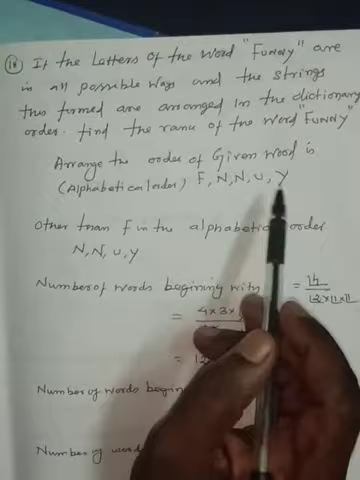 (iv) If the Letters of the word "FUNNY" are
in all possible ways and the strings
thus formed are arranged in the dictionary
order. find the rank of the word "FUNNY"
Arrange the order of Given word is
(Alphabetical order) F, N, N, U, Y
Other than F in the alphabetic order
N, N, U, Y
Number of words begining with =
= 4×3×
=
Number of words begin
Number of word